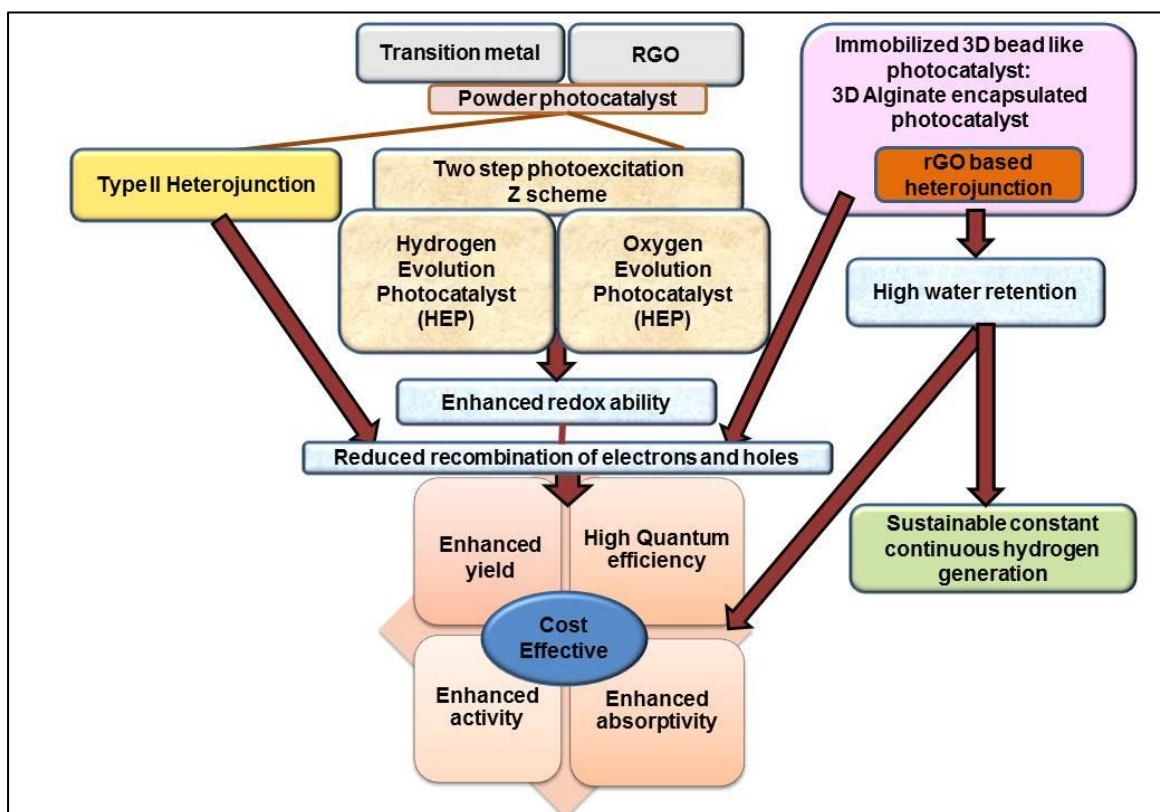 Transition metal
RGO
Powder photocatalyst
Type II Heterojunction
Two step photoexcitation
Z scheme
Hydrogen
Evolution
Photocatalyst
(HEP)
Oxygen
Evolution
Photocatalyst
(HEP)
Immobilized 3D bead like
photocatalyst:
3D Alginate encapsulated
photocatalyst
rGO based
heterojunction
High water retention
Enhanced redox ability
Reduced recombination of electrons and holes
Enhanced
yield
High Quantum
efficiency
Cost
Effective
Enhanced
activity
Enhanced
absorptivity
Sustainable constant
continuous hydrogen
generation